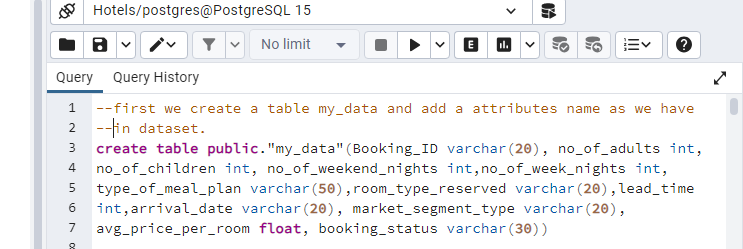 Hotels/postgres@PostgreSQL 15
No limit
E
Query Query History
1 --first we create a table my_data and add a attributes name as we have
2 --in dataset.
3 create table public."my_data"(Booking_ID varchar(20), no_of_adults int,
4 no_of_children int, no_of_weekend_nights int,no_of_week_nights int,
5 type_of_meal_plan varchar(50),room_type_reserved varchar(20),lead_time
6 int,arrival_date varchar(20), market_segment_type varchar(20),
7 avg_price_per_room float, booking_status varchar(30))
8